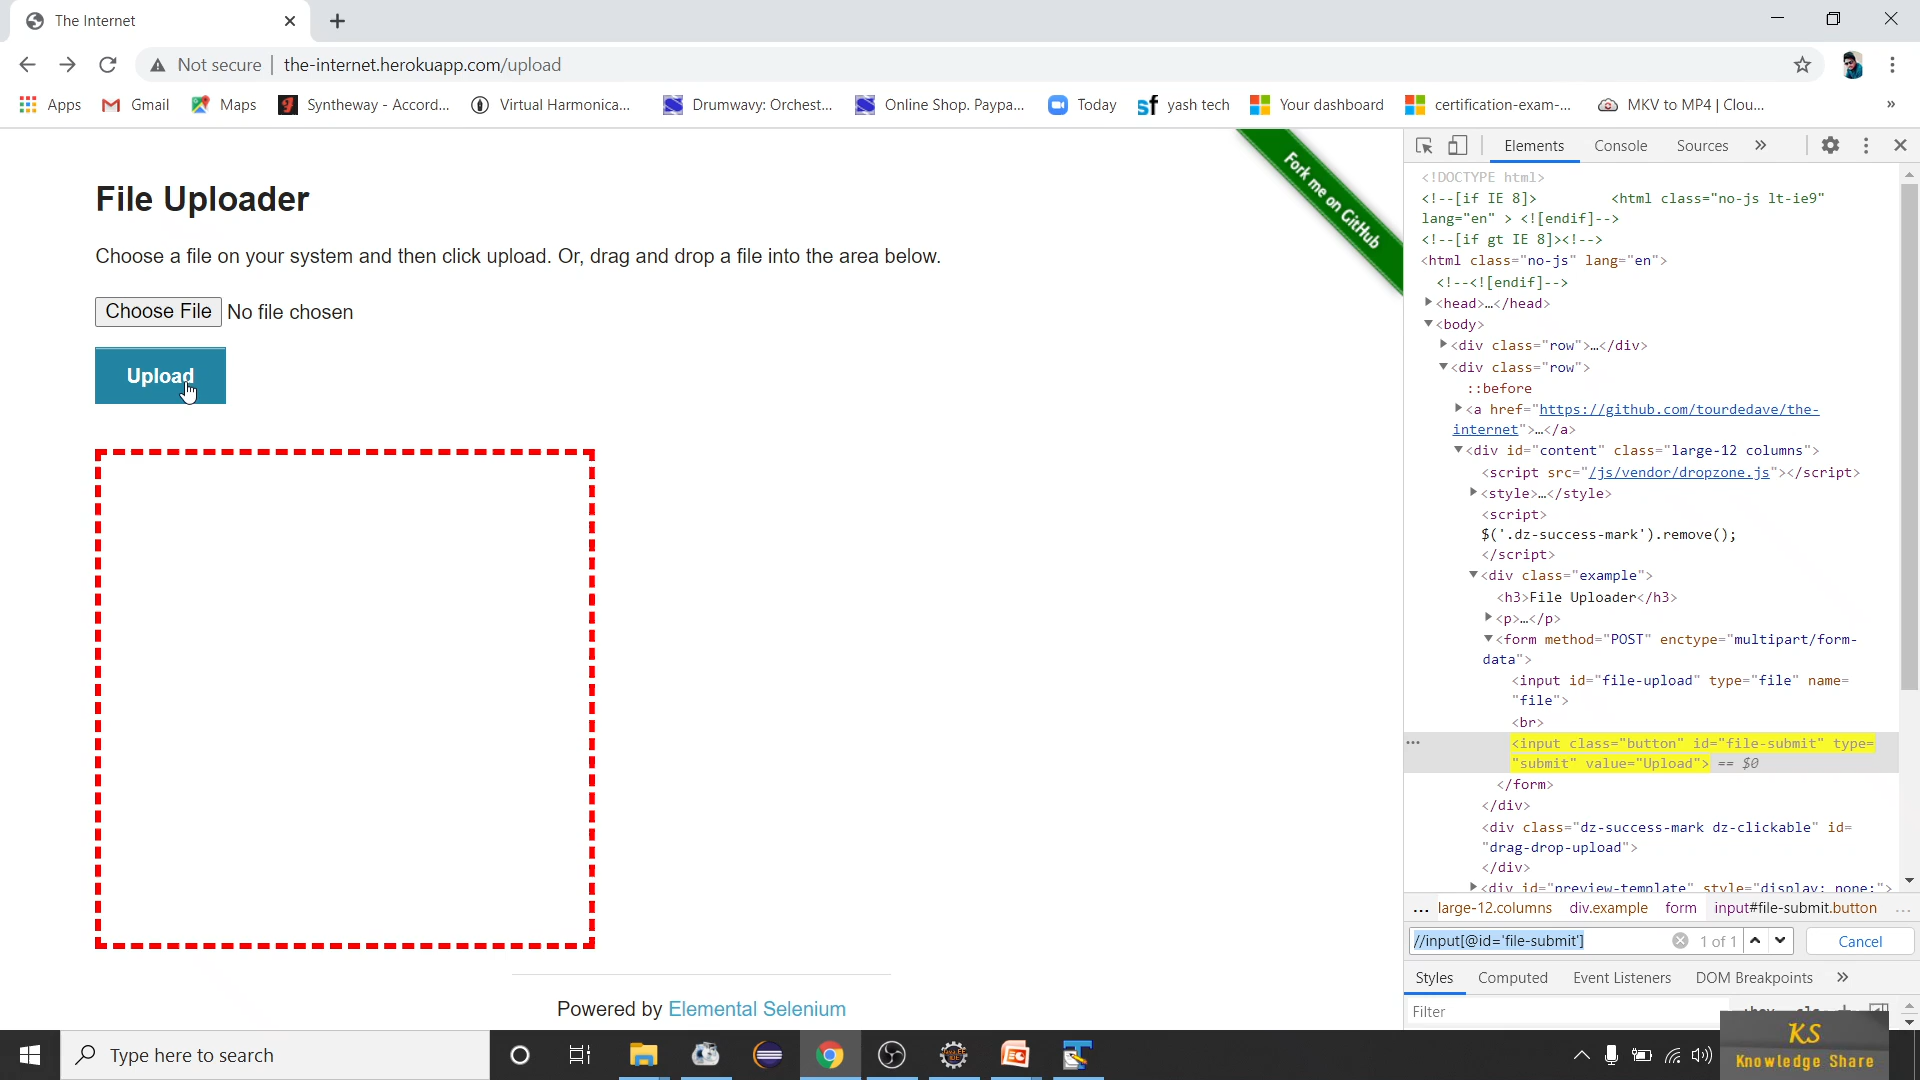 The Internet
Not secure | the-internet.herokuapp.com/upload
Apps Gmail Maps Syntheway - Accord... Virtual Harmonica... Drumwavy: Orchest... Online Shop. Paypa... Today yash tech Your dashboard certification-exam-... MKV to MP4 | Clou... »
File Uploader
Choose a file on your system and then click upload. Or, drag and drop a file into the area below.
Choose File No file chosen
Upload
Fork me on GitHub
Powered by Elemental Selenium
Elements Console Sources »
<!DOCTYPE html>
<!--[if IE 8]> <html class="no-js lt-ie9"
lang="en" > <![endif]-->
<!--[if gt IE 8]><!-->
<html class="no-js" lang="en">
<!--<![endif]-->
<head>…</head>
<body>
<div class="row">…</div>
<div class="row">
::before
<a href="https://github.com/tourdedave/the-
internet">…</a>
<div id="content" class="large-12 columns">
<script src="/js/vendor/dropzone.js"></script>
<style>…</style>
<script>
$('.dz-success-mark').remove();
</script>
<div class="example">
<h3>File Uploader</h3>
<p>…</p>
<form method="POST" enctype="multipart/form-
data">
<input id="file-upload" type="file" name=
"file">
<br>
<input class="button" id="file-submit" type=
"submit" value="Upload"> == $0
</form>
</div>
<div class="dz-success-mark dz-clickable" id=
"drag-drop-upload">
</div>
<div id="preview-template" style="display: none;">
... large-12.columns div.example form input#file-submit.button ...
//input[@id='file-submit'] 1 of 1 Cancel
Styles Computed Event Listeners DOM Breakpoints »
Filter
Type here to search
KS
Knowledge Share